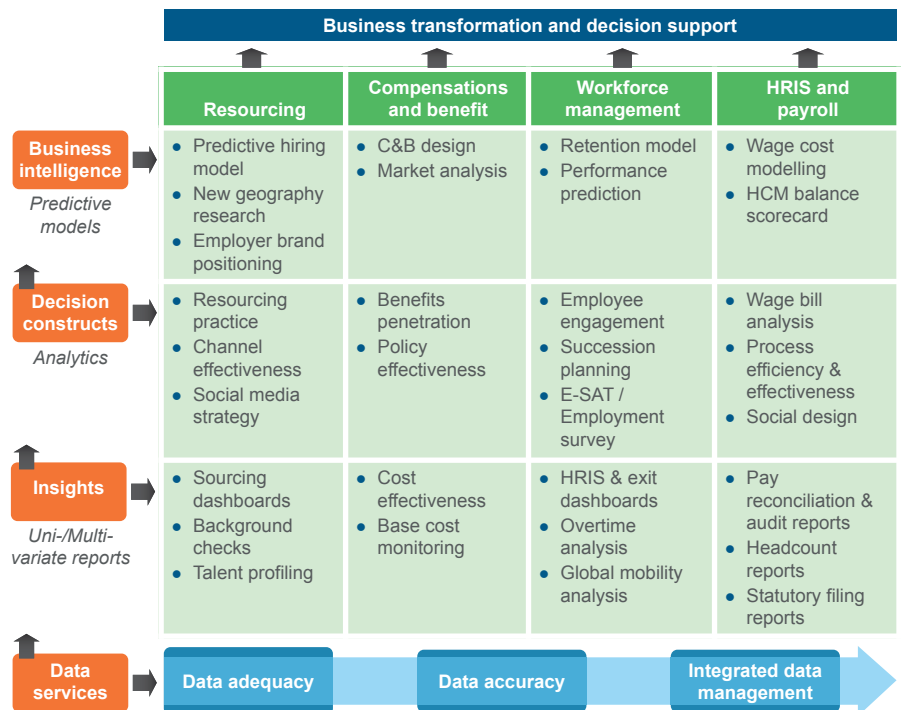 Business transformation and decision support
Resourcing
Compensations
and benefit
Workforce
management
HRIS and
payroll
Business
intelligence
Predictive
models
• Predictive hiring
model
• New geography
research
• Employer brand
positioning
• C&B design
• Market analysis
• Retention model
• Performance
prediction
• Wage cost
modelling
• HCM balance
scorecard
Decision
constructs
Analytics
• Resourcing
practice
• Channel
effectiveness
• Social media
strategy
• Benefits
penetration
• Policy
effectiveness
• Employee
engagement
• Succession
planning
• E-SAT /
Employment
survey
• Wage bill
analysis
• Process
efficiency &
effectiveness
• Social design
Insights
Uni-/Multi-
variate reports
• Sourcing
dashboards
• Background
checks
• Talent profiling
• Cost
effectiveness
• Base cost
monitoring
• HRIS & exit
dashboards
• Overtime
analysis
• Global mobility
analysis
• Pay
reconciliation &
audit reports
• Headcount
reports
• Statutory filing
reports
Data
services
Data adequacy
Data accuracy
Integrated data
management